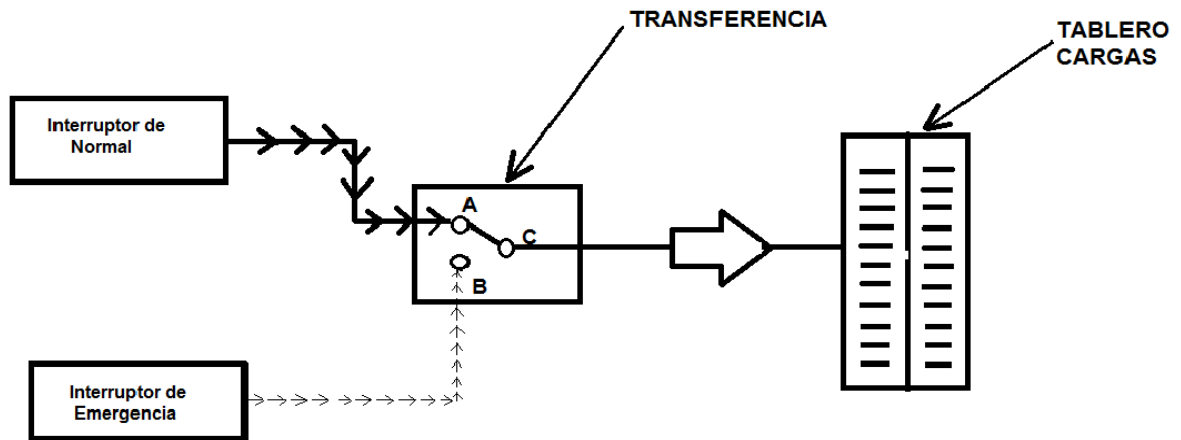 TRANSFERENCIA
TABLERO
CARGAS
Interruptor de
Normal
A
C
B
Interruptor de
Emergencia